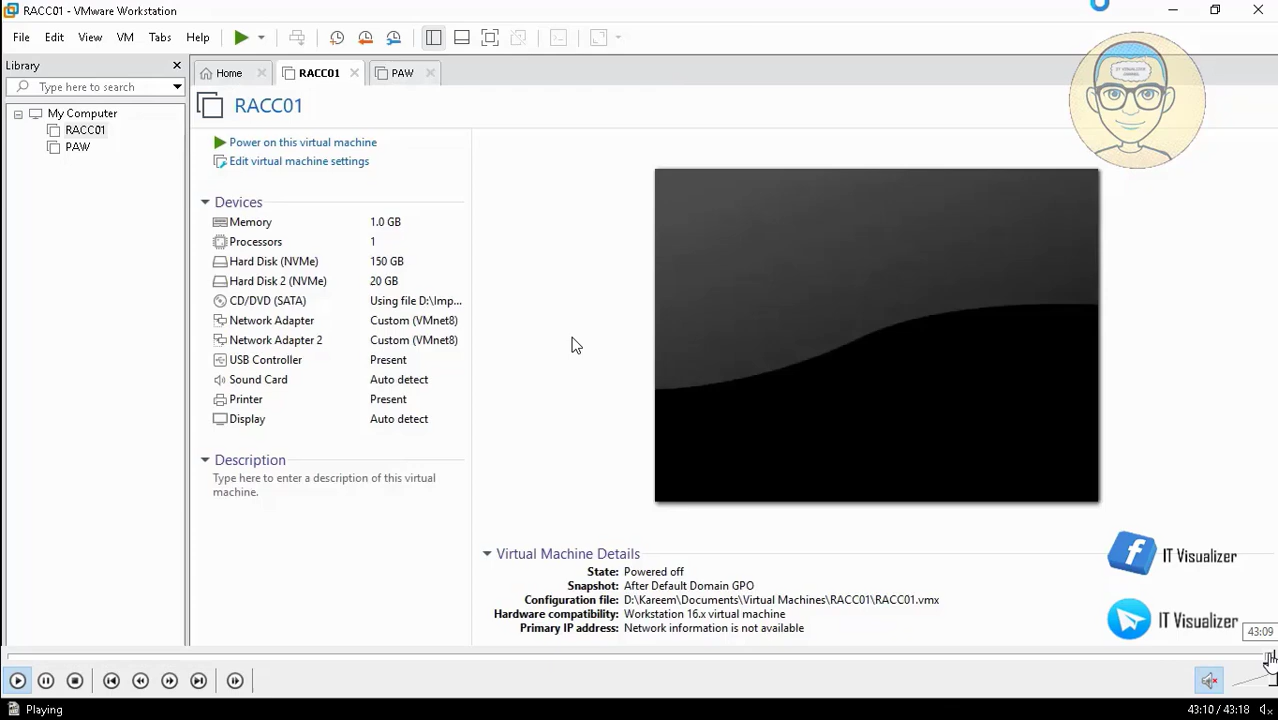 RACC01 - VMware Workstation
File Edit View VM Tabs Help
Library
Home RACC01 PAW
Type here to search
My Computer
RACC01
PAW
RACC01
Power on this virtual machine
Edit virtual machine settings
Devices
Memory 1.0 GB
Processors 1
Hard Disk (NVMe) 150 GB
Hard Disk 2 (NVMe) 20 GB
CD/DVD (SATA) Using file D:\Imp...
Network Adapter Custom (VMnet8)
Network Adapter 2 Custom (VMnet8)
USB Controller Present
Sound Card Auto detect
Printer Present
Display Auto detect
Description
Type here to enter a description of this virtual
machine.
Virtual Machine Details
State: Powered off
Snapshot: After Default Domain GPO
Configuration file: D:\Kareem\Documents\Virtual Machines\RACC01\RACC01.vmx
Hardware compatibility: Workstation 16.x virtual machine
Primary IP address: Network information is not available
IT VISUALIZER
IT Visualizer
IT Visualizer
43:09
Playing
43:10 / 43:18